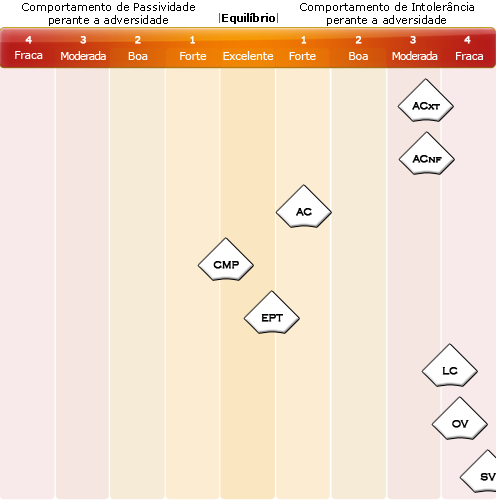 Comportamento de Passividade
perante a adversidade
|Equilíbrio|
Comportamento de Intolerância
perante a adversidade
4 3 2 1 1 2 3 4
Fraca Moderada Boa Forte Excelente Forte Boa Moderada Fraca
ACXT
ACNF
AC
CMP
EPT
LC
OV
SV